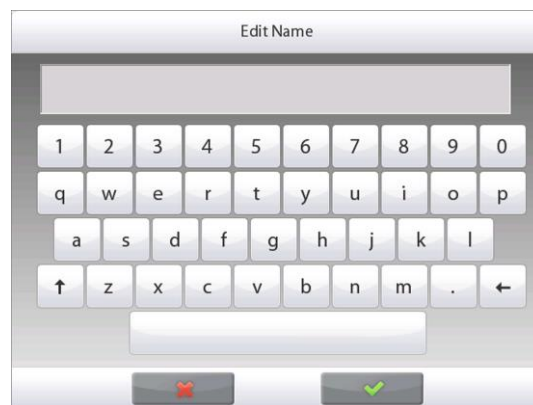 Edit Name
1 2 3 4 5 6 7 8 9 0
q w e r t y u i o p
a s d f g h j k l
↑ z x c v b n m . ←